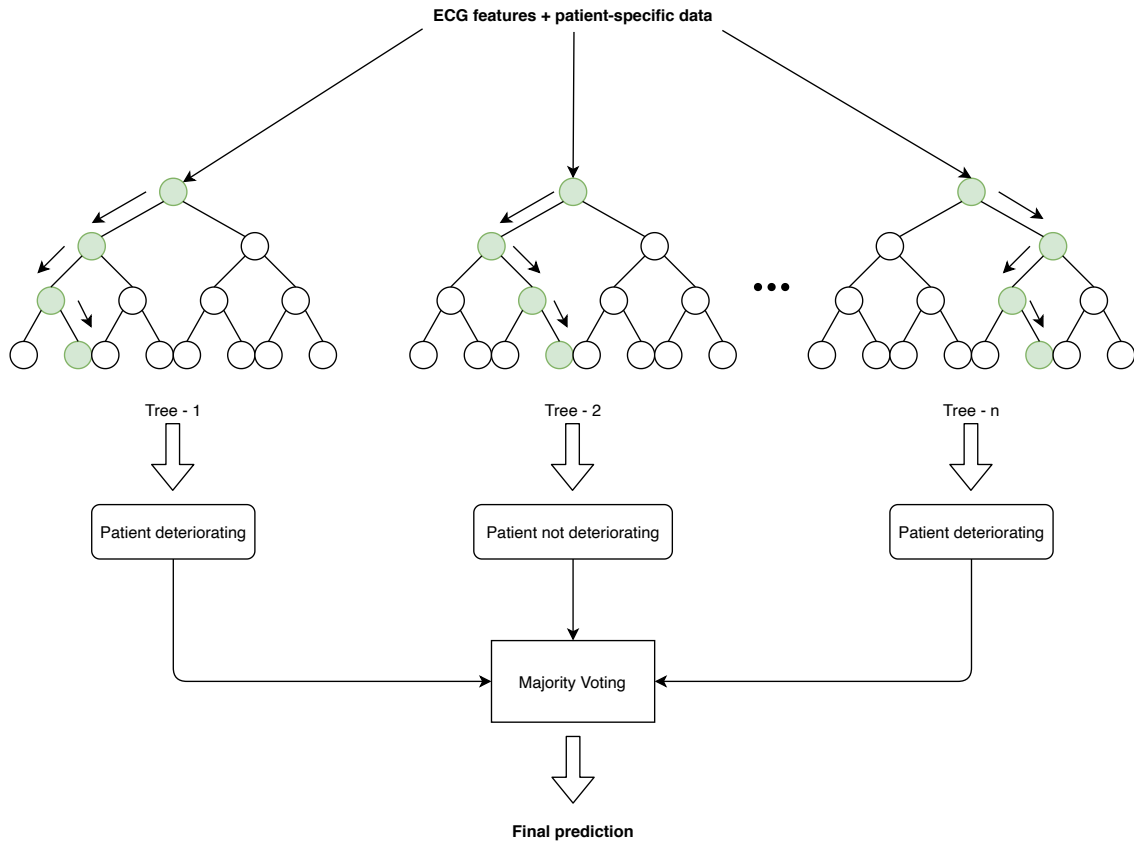 ECG features + patient-specific data
Tree - 1
Tree - 2
Tree - n
Patient deteriorating
Patient not deteriorating
Patient deteriorating
Majority Voting
Final prediction